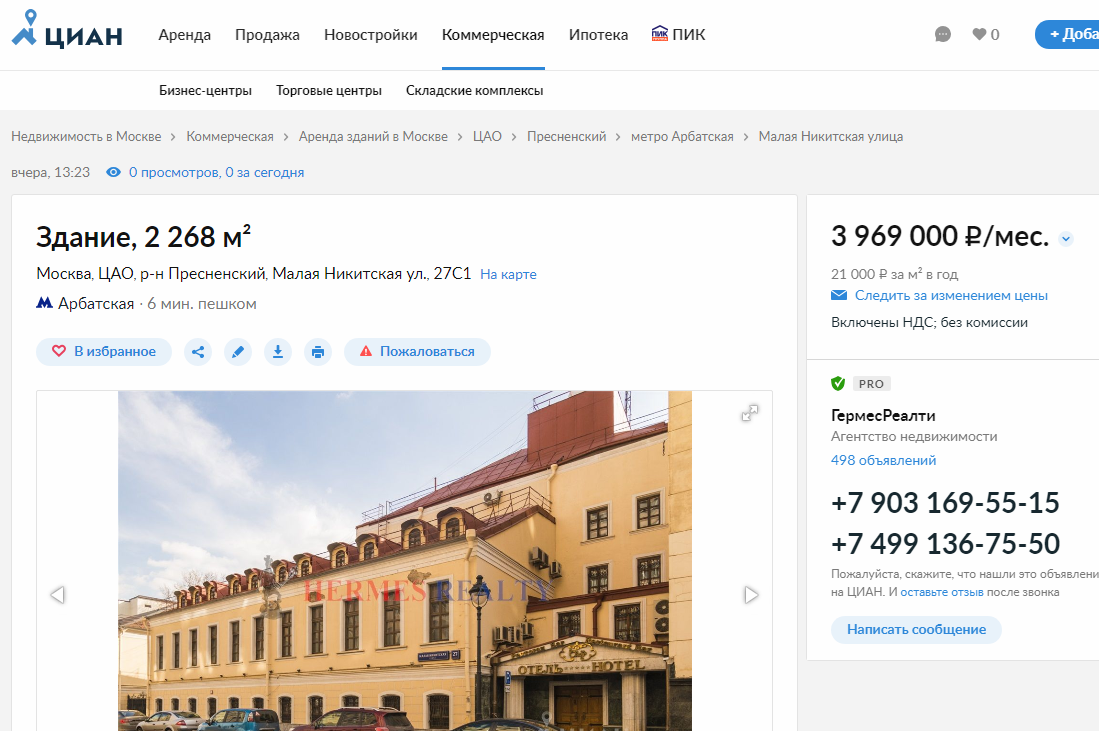 ЦИАН
Аренда Продажа Новостройки Коммерческая Ипотека ПИК ПИК 0 + Доба
Бизнес-центры Торговые центры Складские комплексы
Недвижимость в Москве > Коммерческая > Аренда зданий в Москве > ЦАО > Пресненский > метро Арбатская > Малая Никитская улица
вчера, 13:23 0 просмотров, 0 за сегодня
Здание, 2 268 м²
Москва, ЦАО, р-н Пресненский, Малая Никитская ул., 27С1 На карте
Арбатская · 6 мин. пешком
В избранное Пожаловаться
HERMES REALTY
27
ОТЕЛЬ ***** HOTEL
3 969 000 ₽/мес.
21 000 ₽ за м² в год
Следить за изменением цены
Включены НДС; без комиссии
PRO
ГермесРеалти
Агентство недвижимости
498 объявлений
+7 903 169-55-15
+7 499 136-75-50
Пожалуйста, скажите, что нашли это объявлени
на ЦИАН. И оставьте отзыв после звонка
Написать сообщение